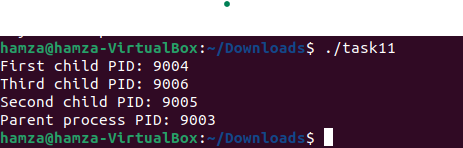 hamza@hamza-VirtualBox:~/Downloads$ ./task11
First child PID: 9004
Third child PID: 9006
Second child PID: 9005
Parent process PID: 9003
hamza@hamza-VirtualBox:~/Downloads$